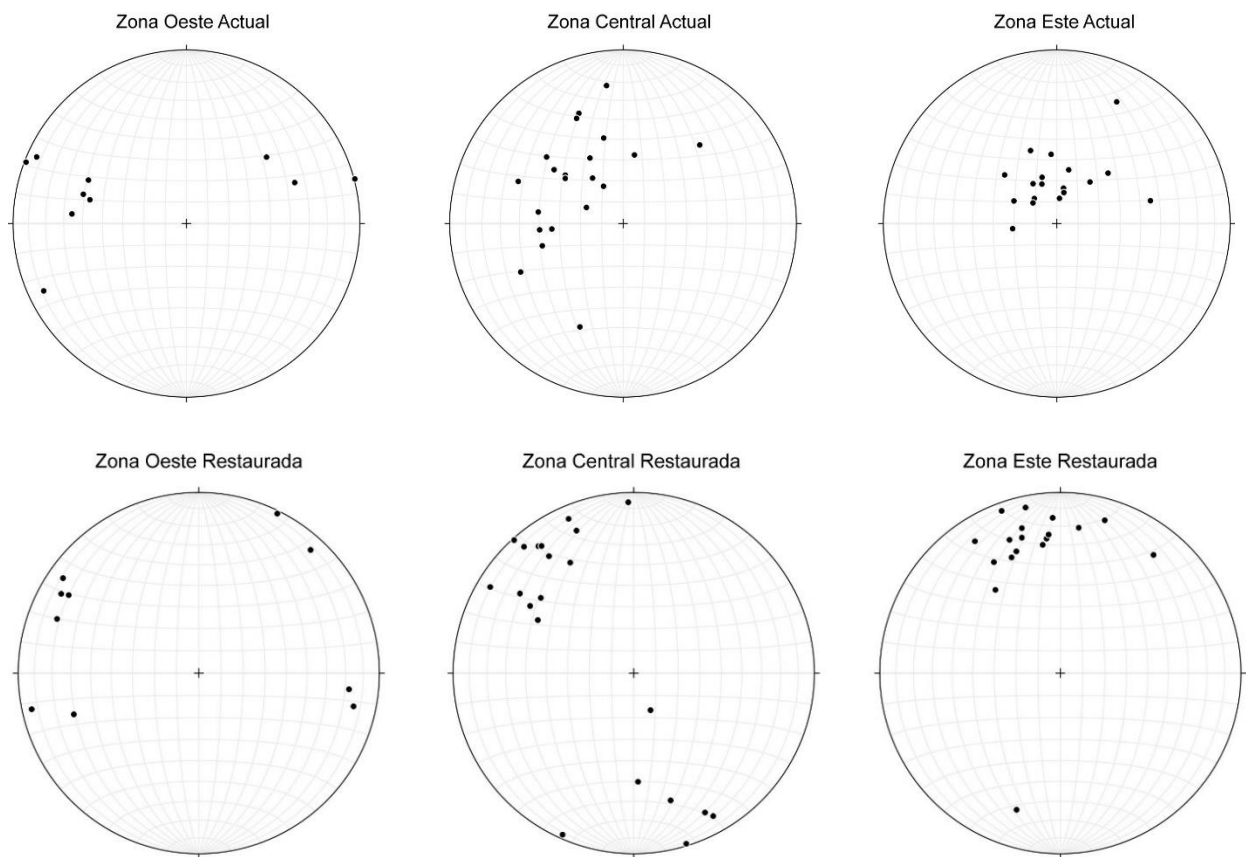 Zona Oeste Actual
Zona Central Actual
Zona Este Actual
Zona Oeste Restaurada
Zona Central Restaurada
Zona Este Restaurada